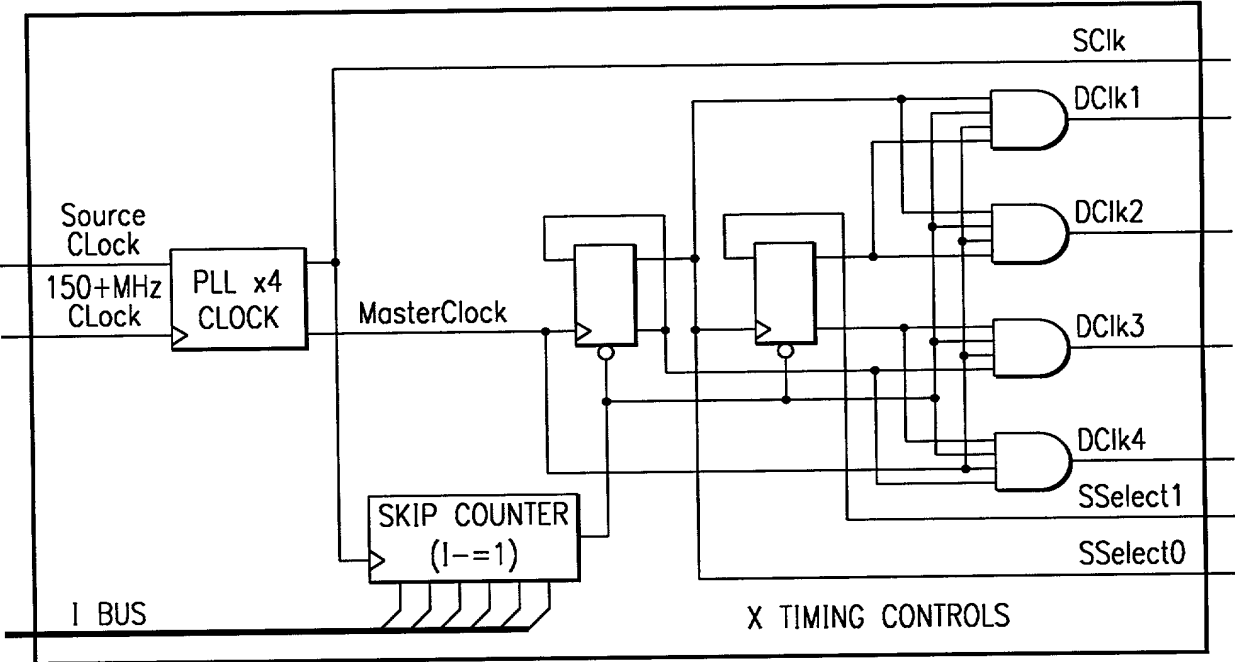 SClk
DClk1
Source
CLock
DClk2
150+MHz
CLock
PLL x4
CLOCK
MasterClock
DClk3
DClk4
SKIP COUNTER
(I-=1)
SSelect1
SSelect0
I BUS
X TIMING CONTROLS